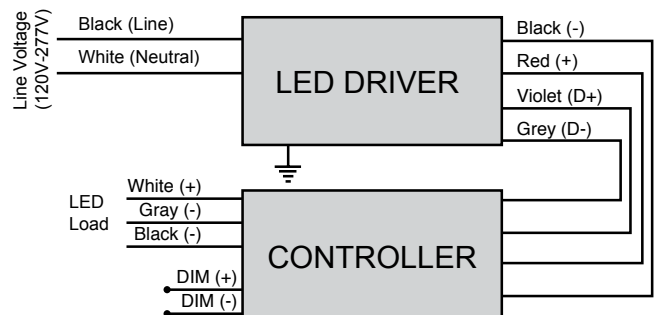 Line Voltage
(120V-277V)
Black (Line)
White (Neutral)
LED DRIVER
Black (-)
Red (+)
Violet (D+)
Grey (D-)
LED
Load
White (+)
Gray (-)
Black (-)
DIM (+)
DIM (-)
CONTROLLER